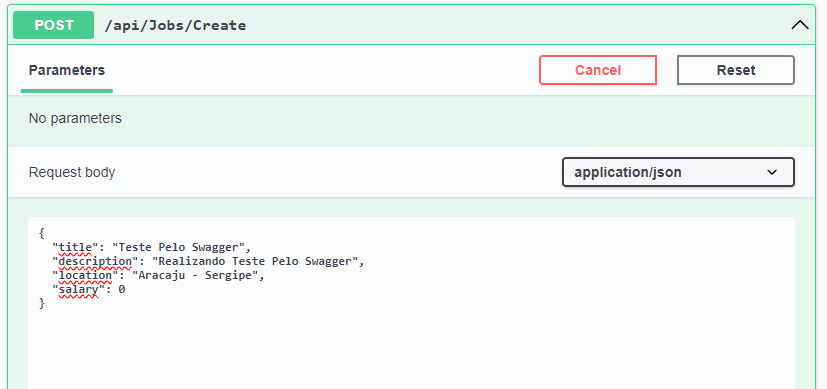 POST /api/Jobs/Create
Parameters Cancel Reset
No parameters
Request body application/json
{
  "title": "Teste Pelo Swagger",
  "description": "Realizando Teste Pelo Swagger",
  "location": "Aracaju - Sergipe",
  "salary": 0
}